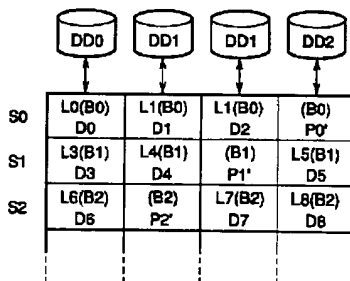 DD0 DD1 DD1 DD2
S0 L0(B0) L1(B0) L1(B0) (B0)
D0 D1 D2 P0'
S1 L3(B1) L4(B1) (B1) L5(B1)
D3 D4 P1' D5
S2 L6(B2) (B2) L7(B2) L8(B2)
D6 P2' D7 D8